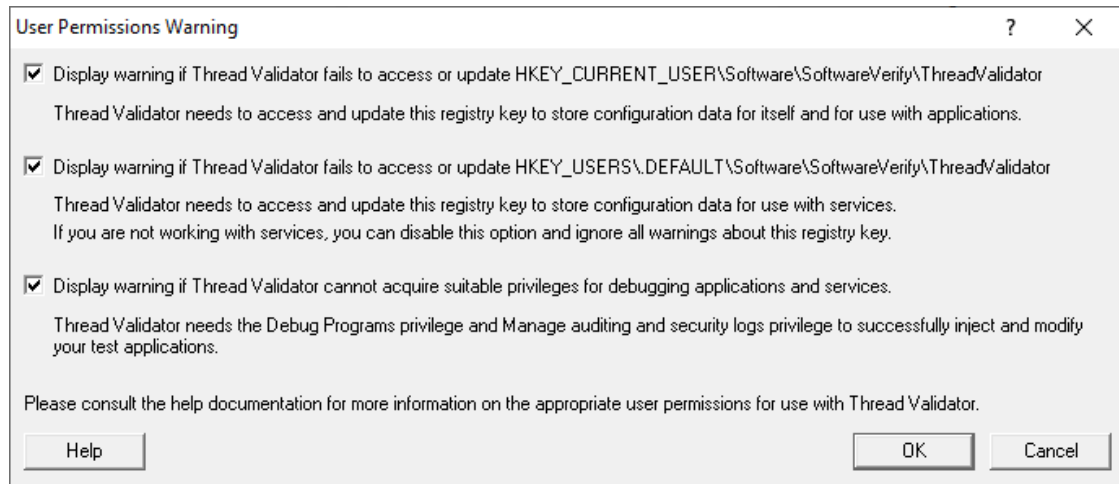 User Permissions Warning
Display warning if Thread Validator fails to access or update HKEY_CURRENT_USER\Software\SoftwareVerify\ThreadValidator
Thread Validator needs to access and update this registry key to store configuration data for itself and for use with applications.
Display warning if Thread Validator fails to access or update HKEY_USERS\.DEFAULT\Software\SoftwareVerify\ThreadValidator
Thread Validator needs to access and update this registry key to store configuration data for use with services.
If you are not working with services, you can disable this option and ignore all warnings about this registry key.
Display warning if Thread Validator cannot acquire suitable privileges for debugging applications and services.
Thread Validator needs the Debug Programs privilege and Manage auditing and security logs privilege to successfully inject and modify
your test applications.
Please consult the help documentation for more information on the appropriate user permissions for use with Thread Validator.
Help
OK
Cancel